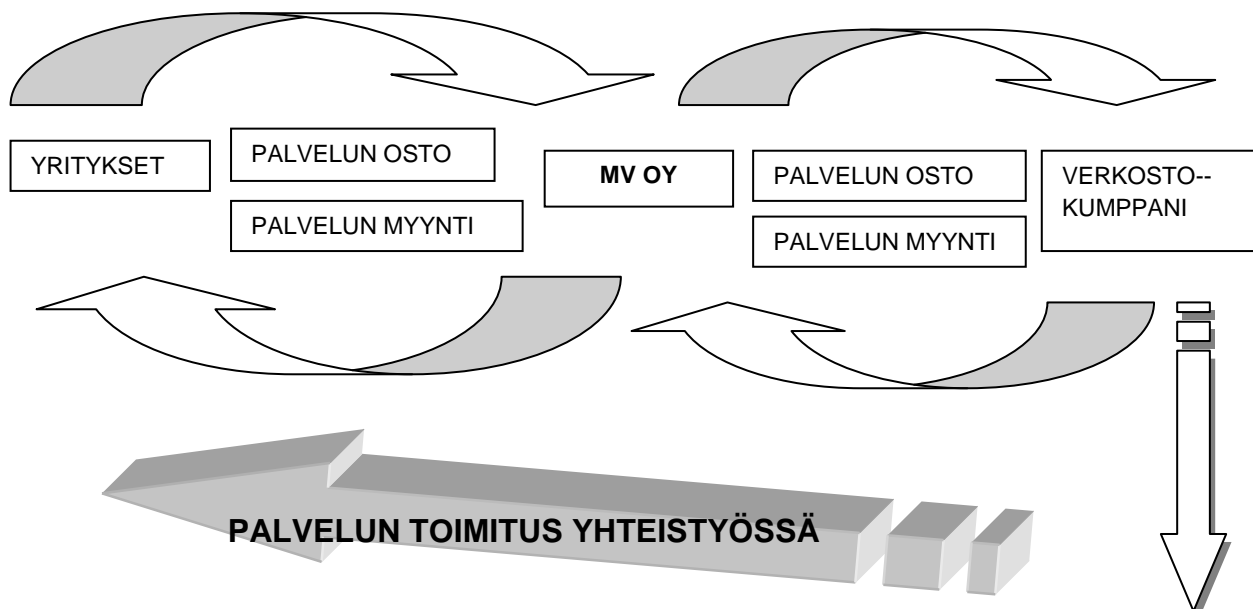 YRITYKSET
PALVELUN OSTO
PALVELUN MYYNTI
MV OY
PALVELUN OSTO
PALVELUN MYYNTI
VERKOSTO--
KUMPPANI
PALVELUN TOIMITUS YHTEISTYÖSSÄ